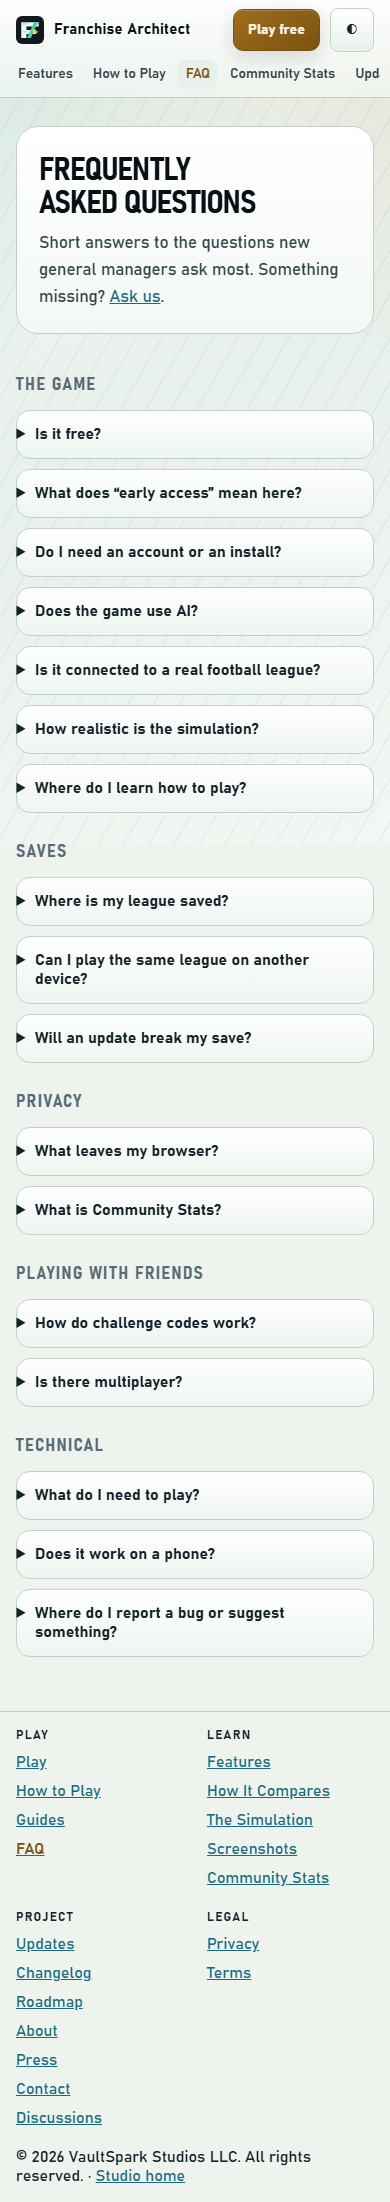 Franchise Architect
Play free
Features How to Play FAQ Community Stats Upd
FREQUENTLY
ASKED QUESTIONS
Short answers to the questions new
general managers ask most. Something
missing? Ask us.
THE GAME
Is it free?
What does “early access” mean here?
Do I need an account or an install?
Does the game use AI?
Is it connected to a real football league?
How realistic is the simulation?
Where do I learn how to play?
SAVES
Where is my league saved?
Can I play the same league on another
device?
Will an update break my save?
PRIVACY
What leaves my browser?
What is Community Stats?
PLAYING WITH FRIENDS
How do challenge codes work?
Is there multiplayer?
TECHNICAL
What do I need to play?
Does it work on a phone?
Where do I report a bug or suggest
something?
PLAY
Play
How to Play
Guides
FAQ
LEARN
Features
How It Compares
The Simulation
Screenshots
Community Stats
PROJECT
Updates
Changelog
Roadmap
About
Press
Contact
Discussions
LEGAL
Privacy
Terms
© 2026 VaultSpark Studios LLC. All rights
reserved. · Studio home